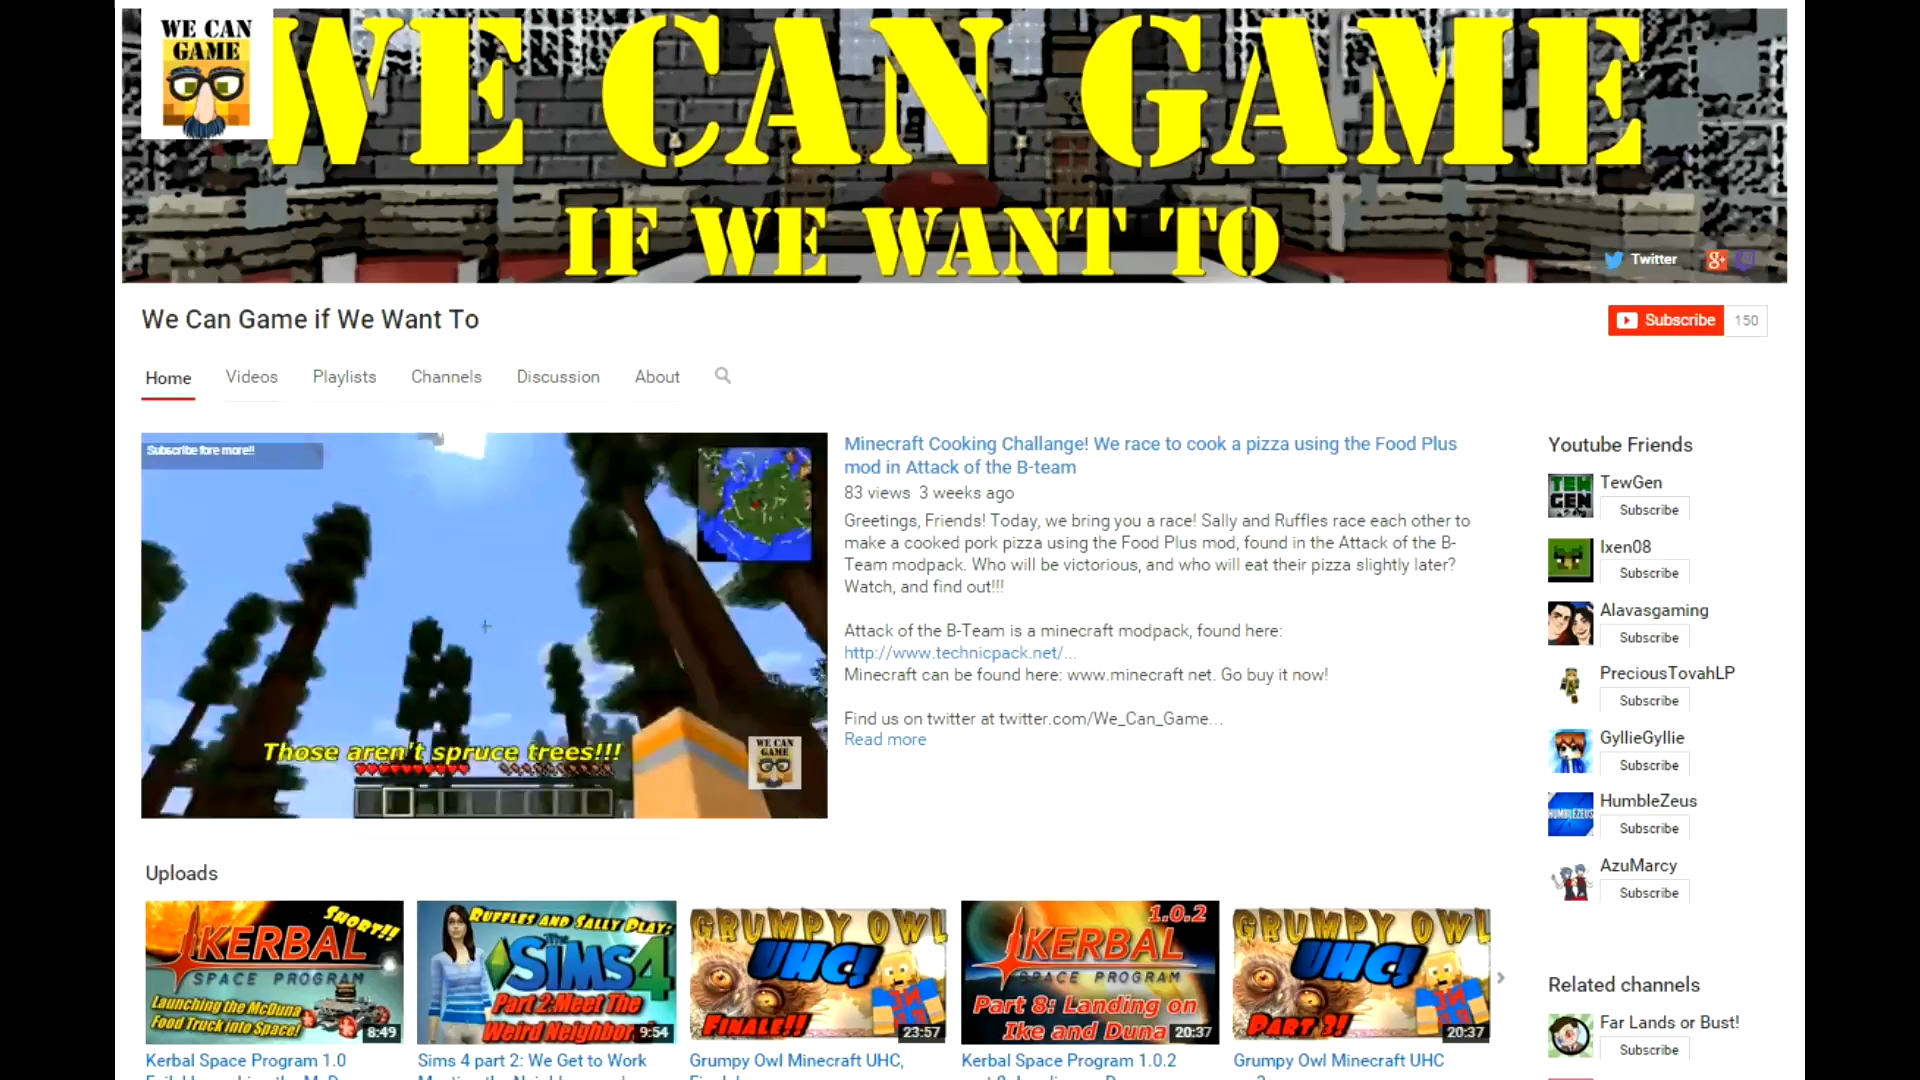 WE CAN
GAME
WE CAN GAME
IF WE WANT TO
Twitter
g+
We Can Game if We Want To
Subscribe 150
Home Videos Playlists Channels Discussion About
Subscribe fore more!!
Those aren't spruce trees!!!
WE CAN
GAME
Minecraft Cooking Challange! We race to cook a pizza using the Food Plus
mod in Attack of the B-team
83 views 3 weeks ago
Greetings, Friends! Today, we bring you a race! Sally and Ruffles race each other to
make a cooked pork pizza using the Food Plus mod, found in the Attack of the B-
Team modpack. Who will be victorious, and who will eat their pizza slightly later?
Watch, and find out!!!
Attack of the B-Team is a minecraft modpack, found here:
http://www.technicpack.net/...
Minecraft can be found here: www.minecraft net. Go buy it now!
Find us on twitter at twitter.com/We_Can_Game...
Read more
Youtube Friends
TEW
GEN
TewGen
Subscribe
Ixen08
Subscribe
Alavasgaming
Subscribe
PreciousTovahLP
Subscribe
GyllieGyllie
Subscribe
HUMBLEZEUS
HumbleZeus
Subscribe
AzuMarcy
Subscribe
Related channels
Far Lands or Bust!
Subscribe
Uploads
SHORT!!
KERBAL
SPACE PROGRAM
Launching the McDuna
Food Truck into Space!
8:49
Kerbal Space Program 1.0
RUFFLES AND SALLY PLAY:
The SIMS 4
Part 2:Meet The
Weird Neighbor
9:54
Sims 4 part 2: We Get to Work
GRUMPY OWL
UHC!
FINALE!!
23:57
Grumpy Owl Minecraft UHC,
1.0.2
KERBAL
SPACE PROGRAM
Part 8: Landing on
Ike and Duna
20:37
Kerbal Space Program 1.0.2
GRUMPY OWL
UHC!
PART 3!
20:37
Grumpy Owl Minecraft UHC